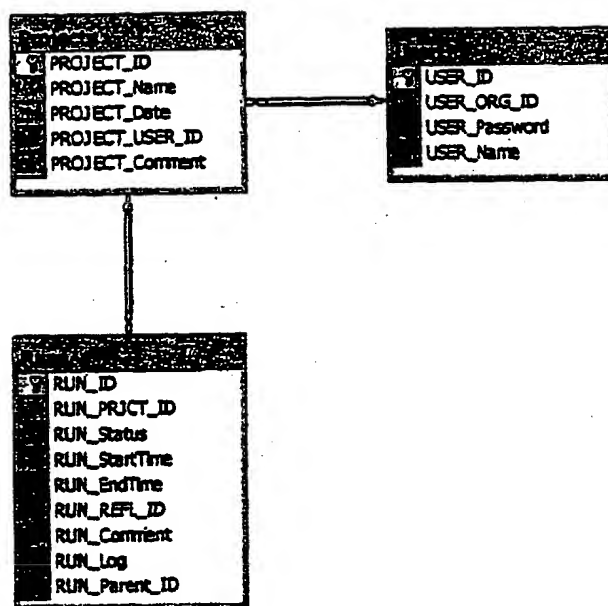 PROJECT_ID
PROJECT_Name
PROJECT_Date
PROJECT_USER_ID
PROJECT_Comment
USER_ID
USER_ORG_ID
USER_Password
USER_Name
RUN_ID
RUN_PRJCT_ID
RUN_Status
RUN_StartTime
RUN_EndTime
RUN_REFL_ID
RUN_Comment
RUN_Log
RUN_Parent_ID